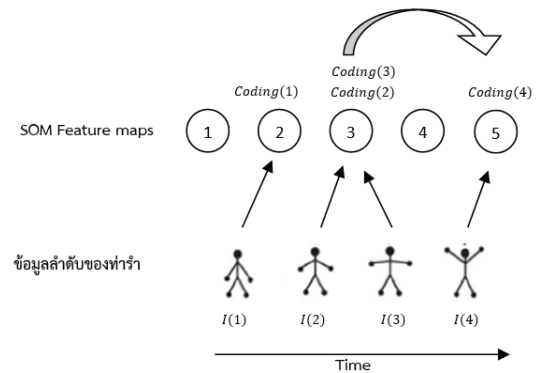 Coding(3)
Coding(1) Coding(2) Coding(4)
SOM Feature maps 1 2 3 4 5
ข้อมูลลำดับของท่ารำ
I(1) I(2) I(3) I(4)
Time